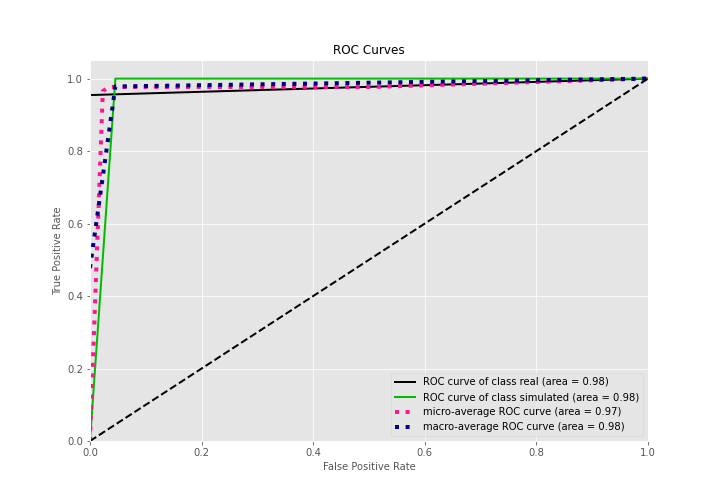 ROC Curves
1.0
0.8
0.6
0.4
0.2
0.0
True Positive Rate
ROC curve of class real (area = 0.98)
ROC curve of class simulated (area = 0.98)
micro-average ROC curve (area = 0.97)
macro-average ROC curve (area = 0.98)
0.0 0.2 0.4 0.6 0.8 1.0
False Positive Rate